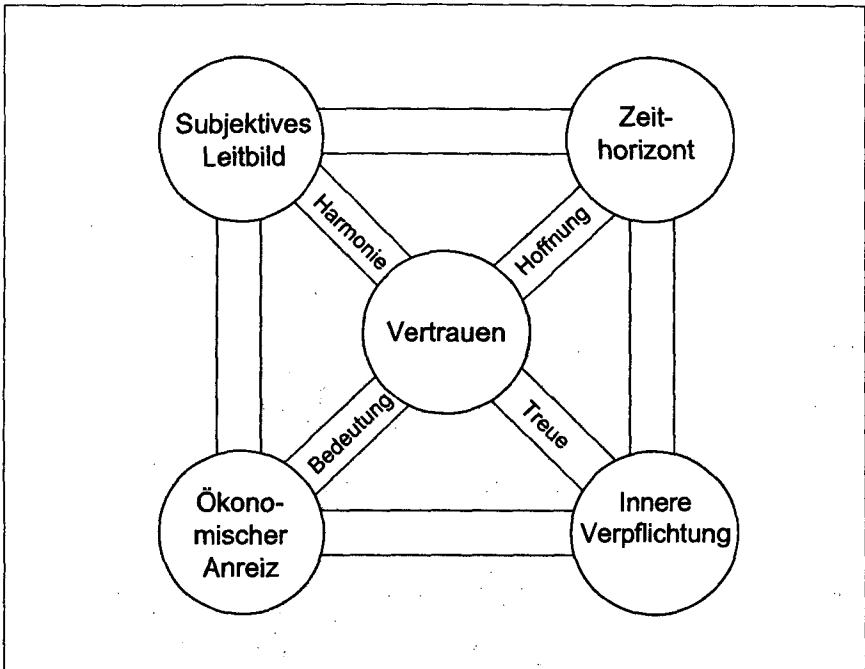 Subjektives
Leitbild
Zeit-
horizont
Harmonie
Hoffnung
Vertrauen
Bedeutung
Treue
Ökono-
mischer
Anreiz
Innere
Verpflichtung